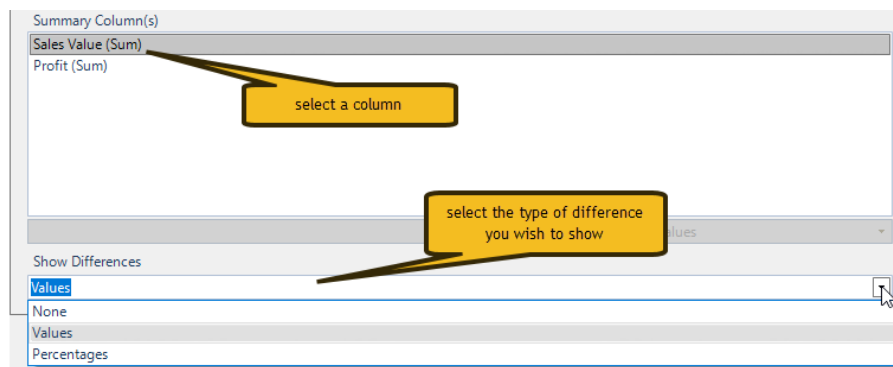 Summary Column(s)
Sales Value (Sum)
Profit (Sum)
select a column
select the type of difference
you wish to show
Show Differences
Values
None
Values
Percentages